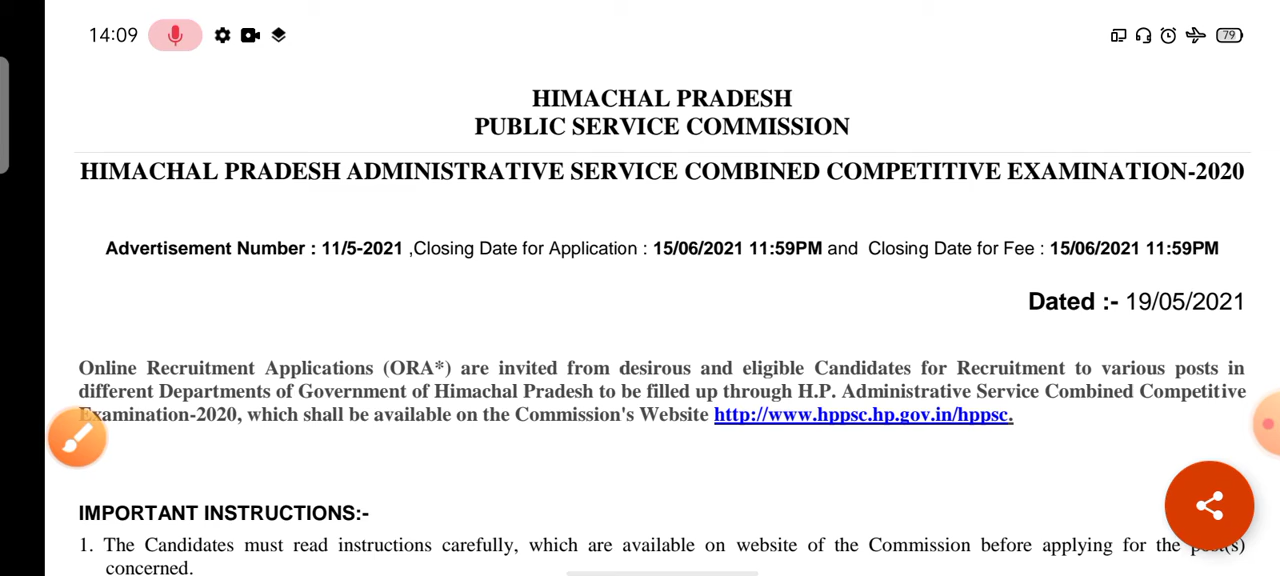 14:09
79
HIMACHAL PRADESH
PUBLIC SERVICE COMMISSION
HIMACHAL PRADESH ADMINISTRATIVE SERVICE COMBINED COMPETITIVE EXAMINATION-2020
Advertisement Number : 11/5-2021 ,Closing Date for Application : 15/06/2021 11:59PM and Closing Date for Fee : 15/06/2021 11:59PM
Dated :- 19/05/2021
Online Recruitment Applications (ORA*) are invited from desirous and eligible Candidates for Recruitment to various posts in
different Departments of Government of Himachal Pradesh to be filled up through H.P. Administrative Service Combined Competitive
Examination-2020, which shall be available on the Commission's Website http://www.hppsc.hp.gov.in/hppsc.
IMPORTANT INSTRUCTIONS:-
1. The Candidates must read instructions carefully, which are available on website of the Commission before applying for the post(s)
concerned.